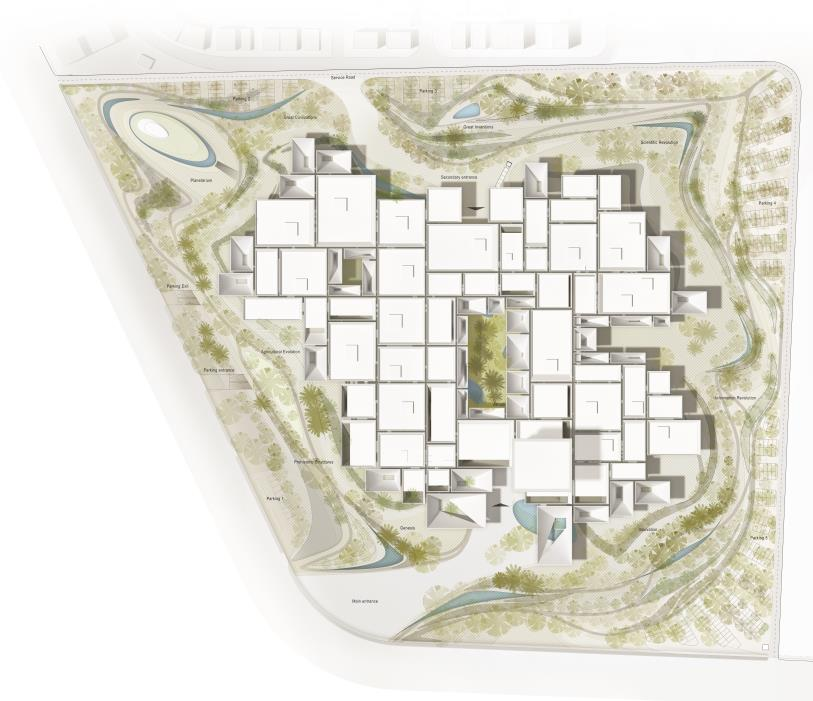 Service Road
Parking 3
Parking 2
Great Civilizations
Great Inventions
Scientific Revolution
Planetarium
Secondary entrance
Parking 4
Parking Exit
Agricultural Evolution
Parking entrance
Information Revolution
Prehistoric Structures
Parking 1
Genesis
Innovation
Parking 5
Main entrance